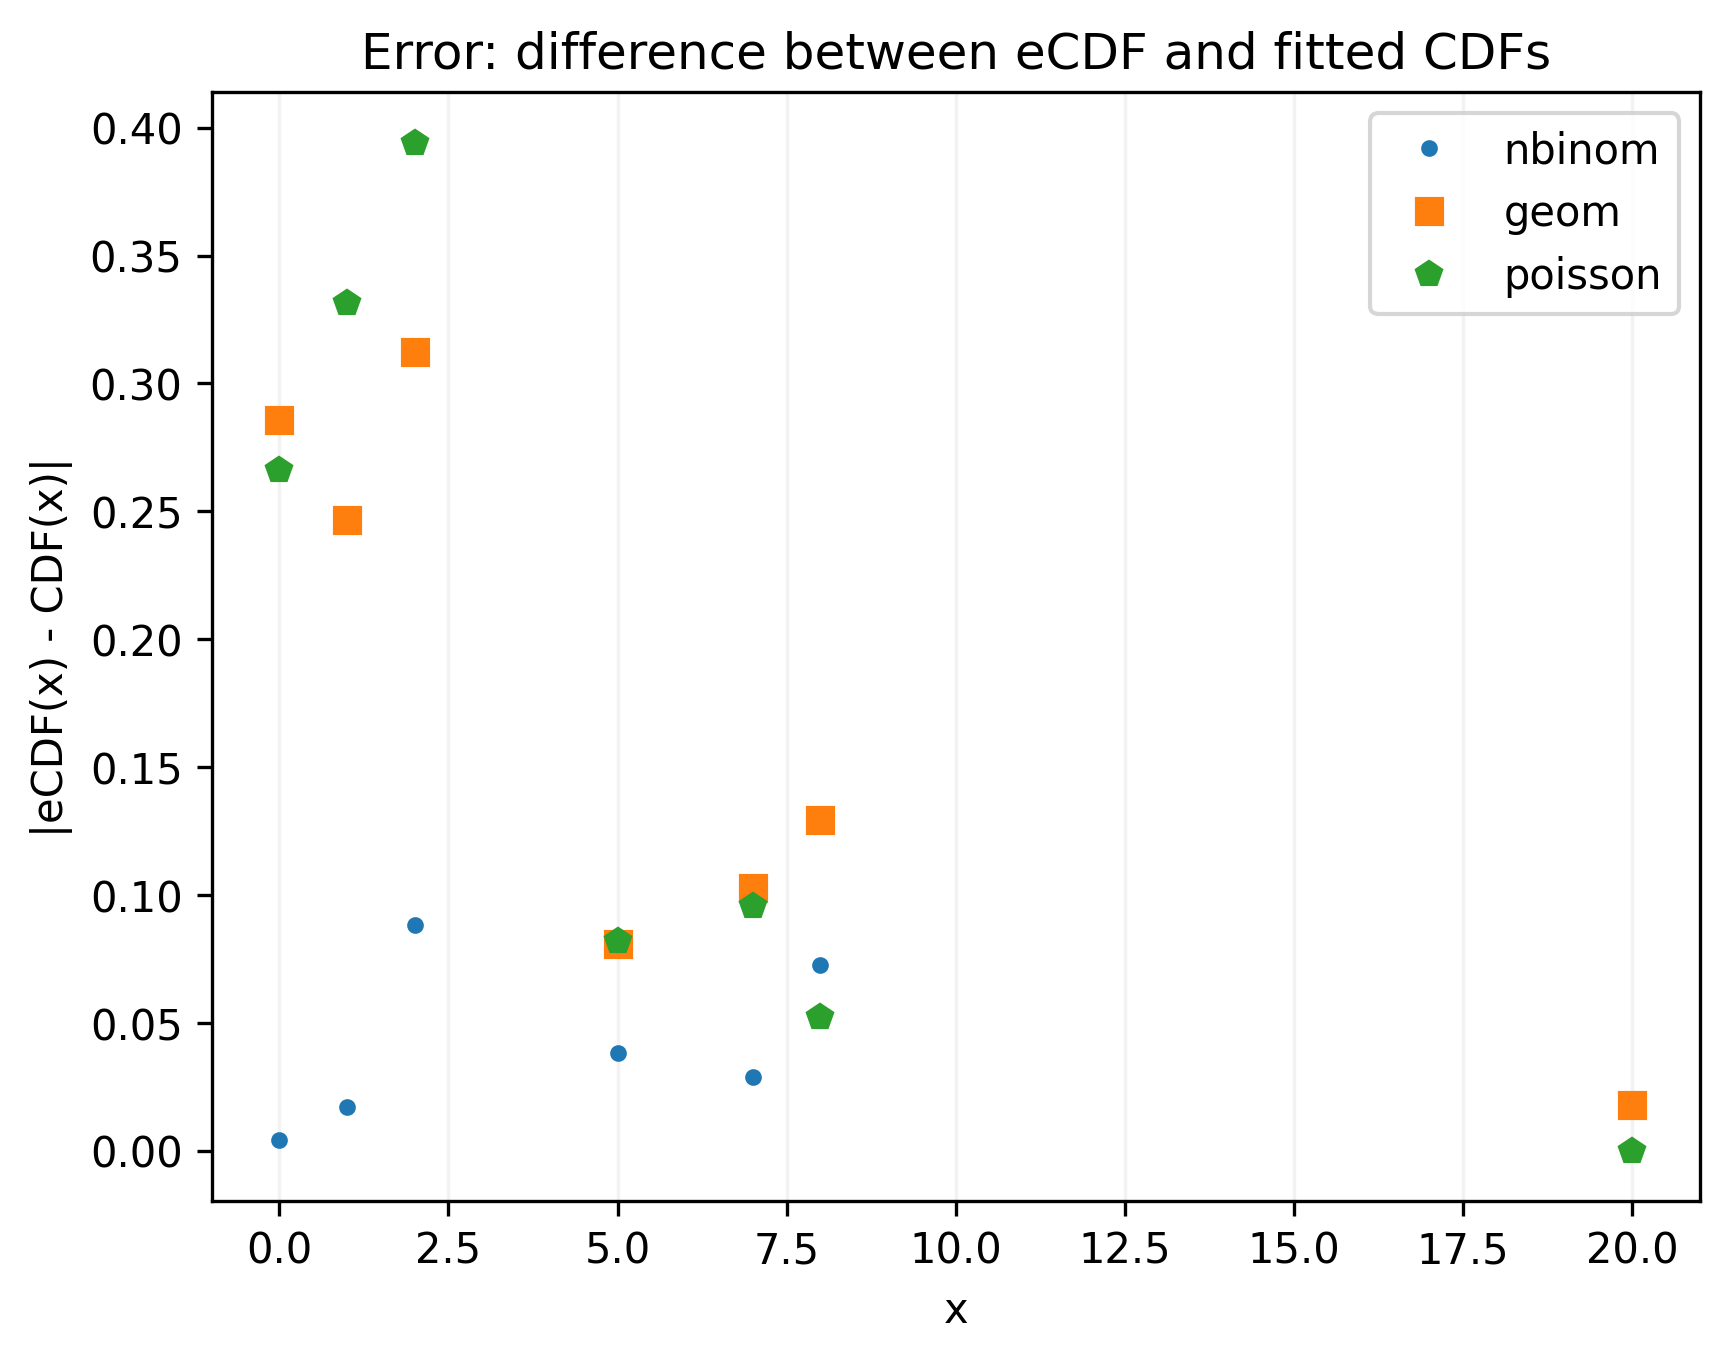 Error: difference between eCDF and fitted CDFs
nbinom
geom
poisson
|eCDF(x) - CDF(x)|
0.40
0.35
0.30
0.25
0.20
0.15
0.10
0.05
0.00
0.0 2.5 5.0 7.5 10.0 12.5 15.0 17.5 20.0
x